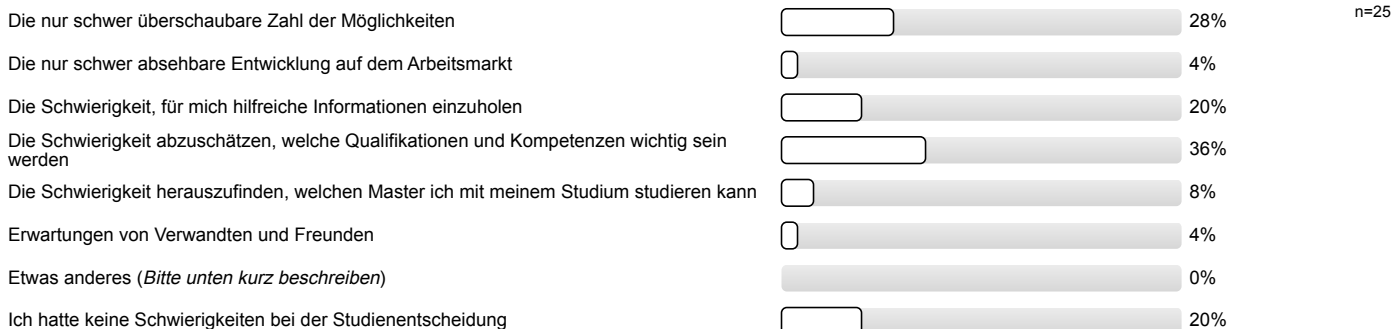 Die nur schwer überschaubare Zahl der Möglichkeiten 28% n=25
Die nur schwer absehbare Entwicklung auf dem Arbeitsmarkt 4%
Die Schwierigkeit, für mich hilfreiche Informationen einzuholen 20%
Die Schwierigkeit abzuschätzen, welche Qualifikationen und Kompetenzen wichtig sein
werden 36%
Die Schwierigkeit herauszufinden, welchen Master ich mit meinem Studium studieren kann 8%
Erwartungen von Verwandten und Freunden 4%
Etwas anderes (Bitte unten kurz beschreiben) 0%
Ich hatte keine Schwierigkeiten bei der Studienentscheidung 20%